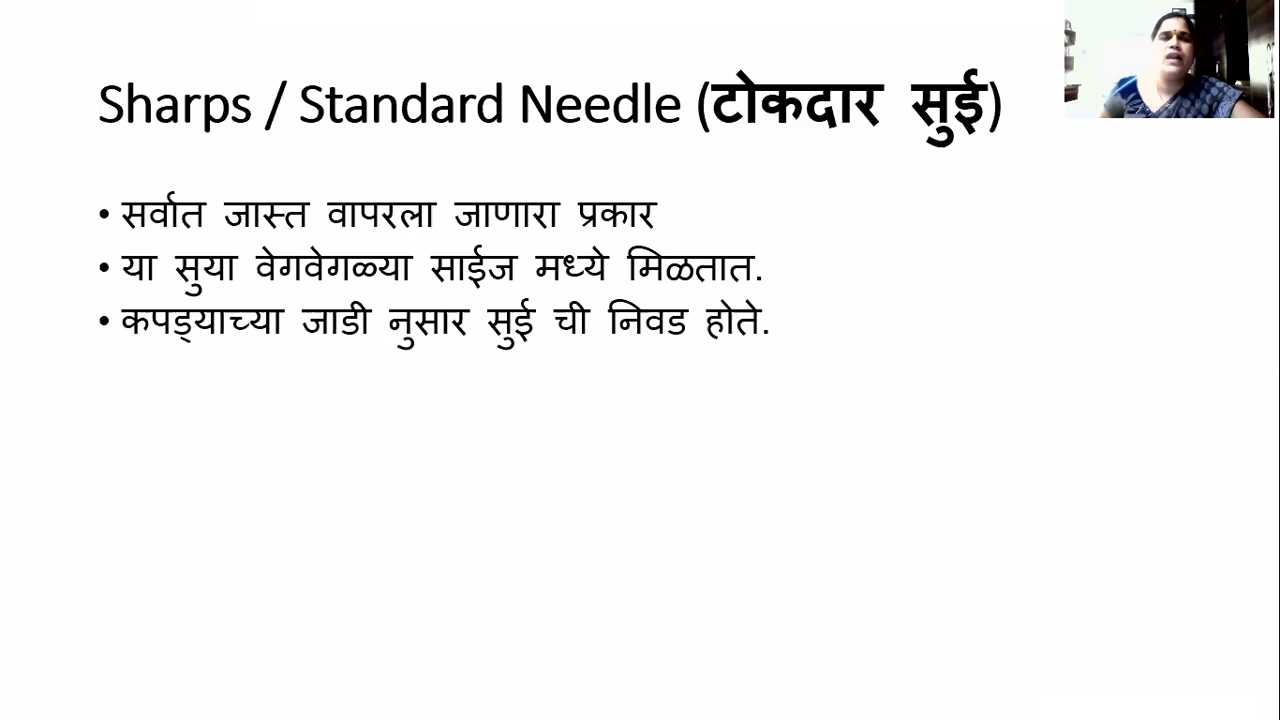 Sharps / Standard Needle (टोकदार सुई)
• सर्वात जास्त वापरला जाणारा प्रकार
• या सुया वेगवेगळ्या साईज मध्ये मिळतात.
• कपड्याच्या जाडी नुसार सुई ची निवड होते.